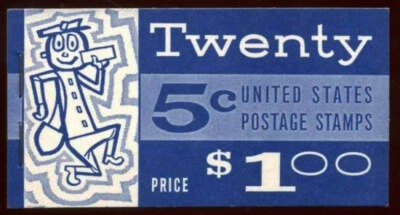 Twenty
5c UNITED STATES
POSTAGE STAMPS
PRICE $1.00